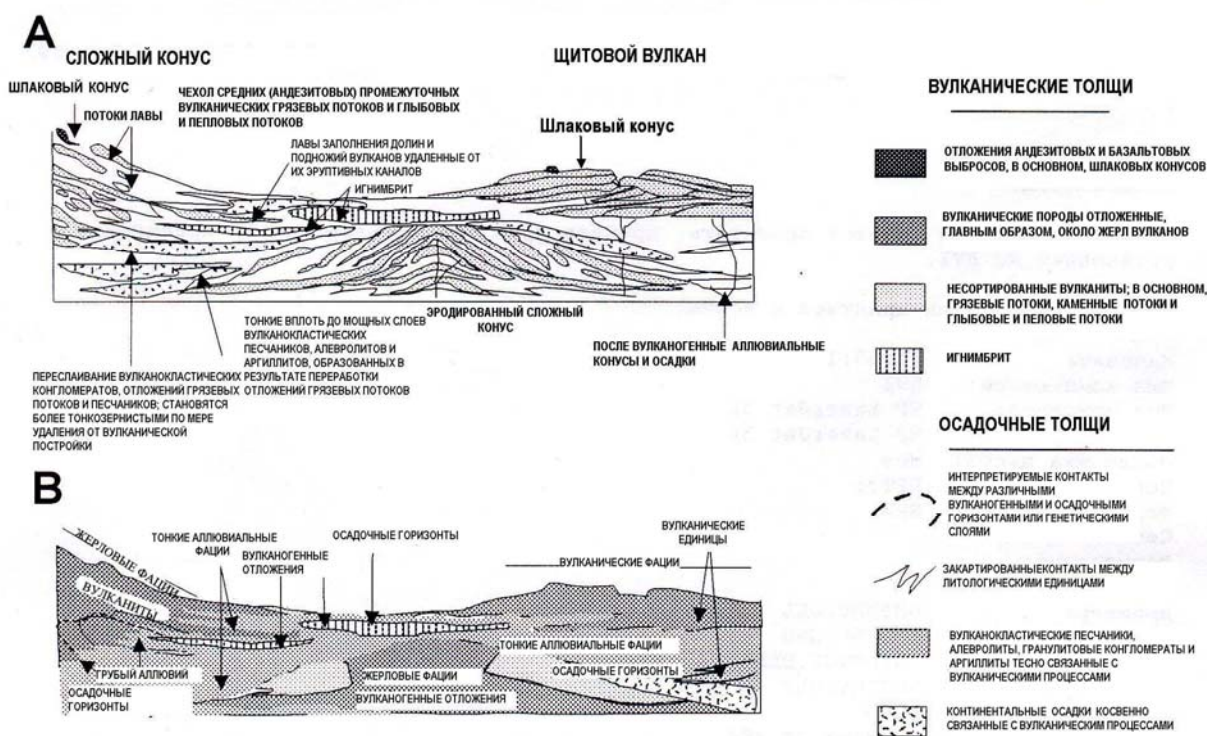 A
СЛОЖНЫЙ КОНУС
ЩИТОВОЙ ВУЛКАН
ШПАКОВЫЙ КОНУС
ПОТОКИ ЛАВЫ
ЧЕХОЛ СРЕДНИХ (АНДЕЗИТОВЫХ) ПРОМЕЖУТОЧНЫХ
ВУЛКАНИЧЕСКИХ ГРЯЗЕВЫХ ПОТОКОВ И ГЛЫБОВЫХ
И ПЕПЛОВЫХ ПОТОКОВ
ЛАВЫ ЗАПОЛНЕНИЯ ДОЛИН И
ПОДНОЖИЙ ВУЛКАНОВ УДАЛЕННЫЕ ОТ
ИХ ЭРУПТИВНЫХ КАНАЛОВ
ИГНИМБРИТ
Шлаковый конус
ЭРОДИРОВАННЫЙ СЛОЖНЫЙ
КОНУС
ПОСЛЕ ВУЛКАНОГЕННЫЕ АЛЛЮВИАЛЬНЫЕ
КОНУСЫ И ОСАДКИ
ТОНКИЕ ВПЛОТЬ ДО МОЩНЫХ СЛОЕВ
ВУЛКАНОКЛАСТИЧЕСКИХ
ПЕСЧАНИКОВ, АЛЕВРОЛИТОВ И
АРГИЛЛИТОВ, ОБРАЗОВАННЫХ В
РЕЗУЛЬТАТЕ ПЕРЕРАБОТКИ
ОТЛОЖЕНИЙ ГРЯЗЕВЫХ ПОТОКОВ
ПЕРЕСЛАИВАНИЕ ВУЛКАНОКЛАСТИЧЕСКИХ
КОНГЛОМЕРАТОВ, ОТЛОЖЕНИЙ ГРЯЗЕВЫХ
ПОТОКОВ И ПЕСЧАНИКОВ; СТАНОВЯТСЯ
БОЛЕЕ ТОНКОЗЕРНИСТЫМИ ПО МЕРЕ
УДАЛЕНИЯ ОТ ВУЛКАНИЧЕСКОЙ
ПОСТРОЙКИ
B
ЖЕРЛОВЫЕ ФАЦИИ
ВУЛКАНИТЫ
ТОНКИЕ АЛЛЮВИАЛЬНЫЕ
ФАЦИИ
ВУЛКАНОГЕННЫЕ
ОТЛОЖЕНИЯ
ОСАДОЧНЫЕ ГОРИЗОНТЫ
ВУЛКАНИЧЕСКИЕ ФАЦИИ
ВУЛКАНИЧЕСКИЕ
ЕДИНИЦЫ
ТОНКИЕ АЛЛЮВИАЛЬНЫЕ ФАЦИИ
ГРУБЫЙ АЛЛЮВИЙ
ЖЕРЛОВЫЕ ФАЦИИ
ОСАДОЧНЫЕ ГОРИЗОНТЫ
ОСАДОЧНЫЕ
ГОРИЗОНТЫ
ВУЛКАНОГЕННЫЕ ОТЛОЖЕНИЯ
ВУЛКАНИЧЕСКИЕ ТОЛЩИ
ОТЛОЖЕНИЯ АНДЕЗИТОВЫХ И БАЗАЛЬТОВЫХ
ВЫБРОСОВ, В ОСНОВНОМ, ШЛАКОВЫХ КОНУСОВ
ВУЛКАНИЧЕСКИЕ ПОРОДЫ ОТЛОЖЕННЫЕ,
ГЛАВНЫМ ОБРАЗОМ, ОКОЛО ЖЕРЛ ВУЛКАНОВ
НЕСОРТИРОВАННЫЕ ВУЛКАНИТЫ; В ОСНОВНОМ,
ГРЯЗЕВЫЕ ПОТОКИ, КАМЕННЫЕ ПОТОКИ И
ГЛЫБОВЫЕ И ПЕЛОВЫЕ ПОТОКИ
ИГНИМБРИТ
ОСАДОЧНЫЕ ТОЛЩИ
ИНТЕРПРЕТИРУЕМЫЕ КОНТАКТЫ
МЕЖДУ РАЗЛИЧНЫМИ
ВУЛКАНОГЕННЫМИ И ОСАДОЧНЫМИ
ГОРИЗОНТАМИ ИЛИ ГЕНЕТИЧЕСКИМИ
СЛОЯМИ
ЗАКАРТИРОВАННЫЕКОНТАКТЫ МЕЖДУ
ЛИТОЛОГИЧЕСКИМИ ЕДИНИЦАМИ
ВУЛКАНОКЛАСТИЧЕСКИЕ ПЕСЧАНИКИ,
АЛЕВРОЛИТЫ, ГРАНУЛИТОВЫЕ КОНГЛОМЕРАТЫ И
АРГИЛЛИТЫ ТЕСНО СВЯЗАННЫЕ С
ВУЛКАНИЧЕСКИМИ ПРОЦЕССАМИ
КОНТИНЕНТАЛЬНЫЕ ОСАДКИ КОСВЕННО
СВЯЗАННЫЕ С ВУЛКАНИЧЕСКИМ ПРОЦЕССАМИ